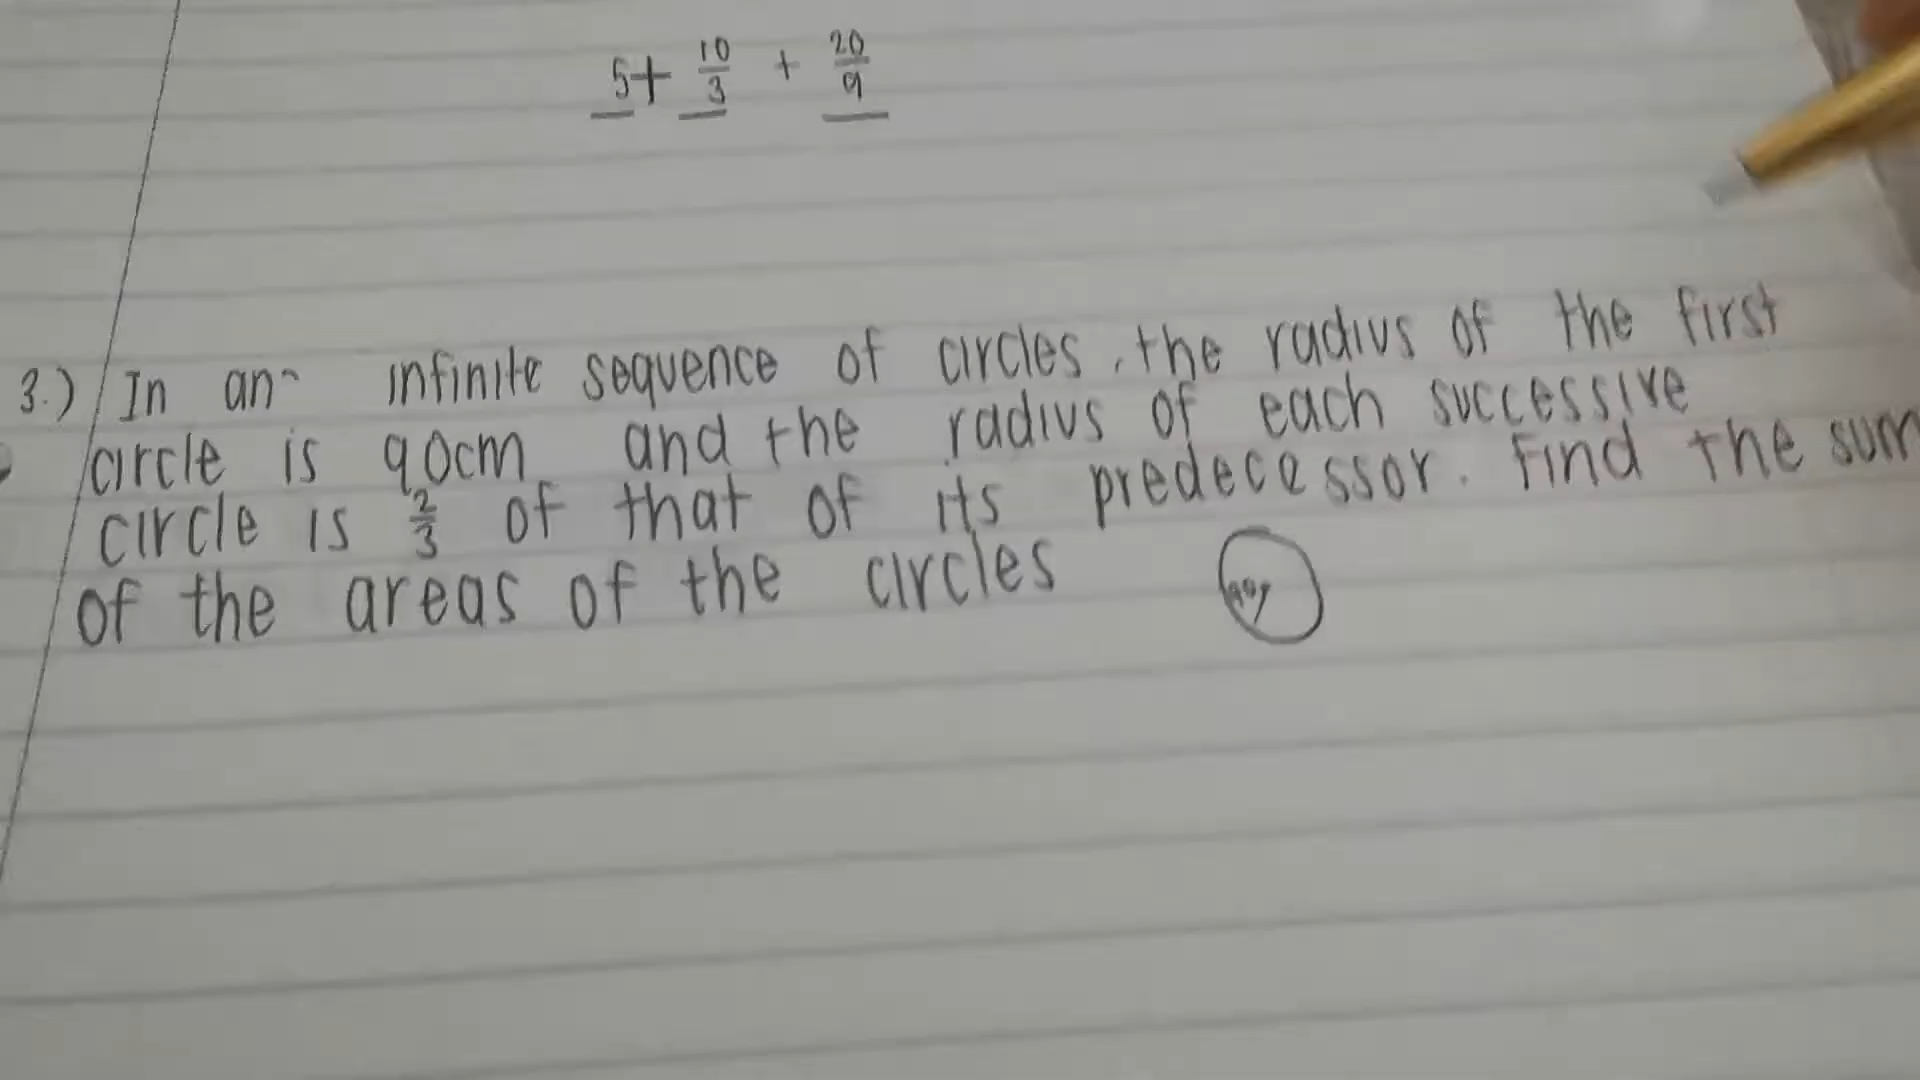 5 + 10/3 + 20/9
3.) In an infinite sequence of circles, the radius of the first
circle is 90cm and the radius of each successive
circle is 2/3 of that of its predecessor. Find the sum
of the areas of the circles